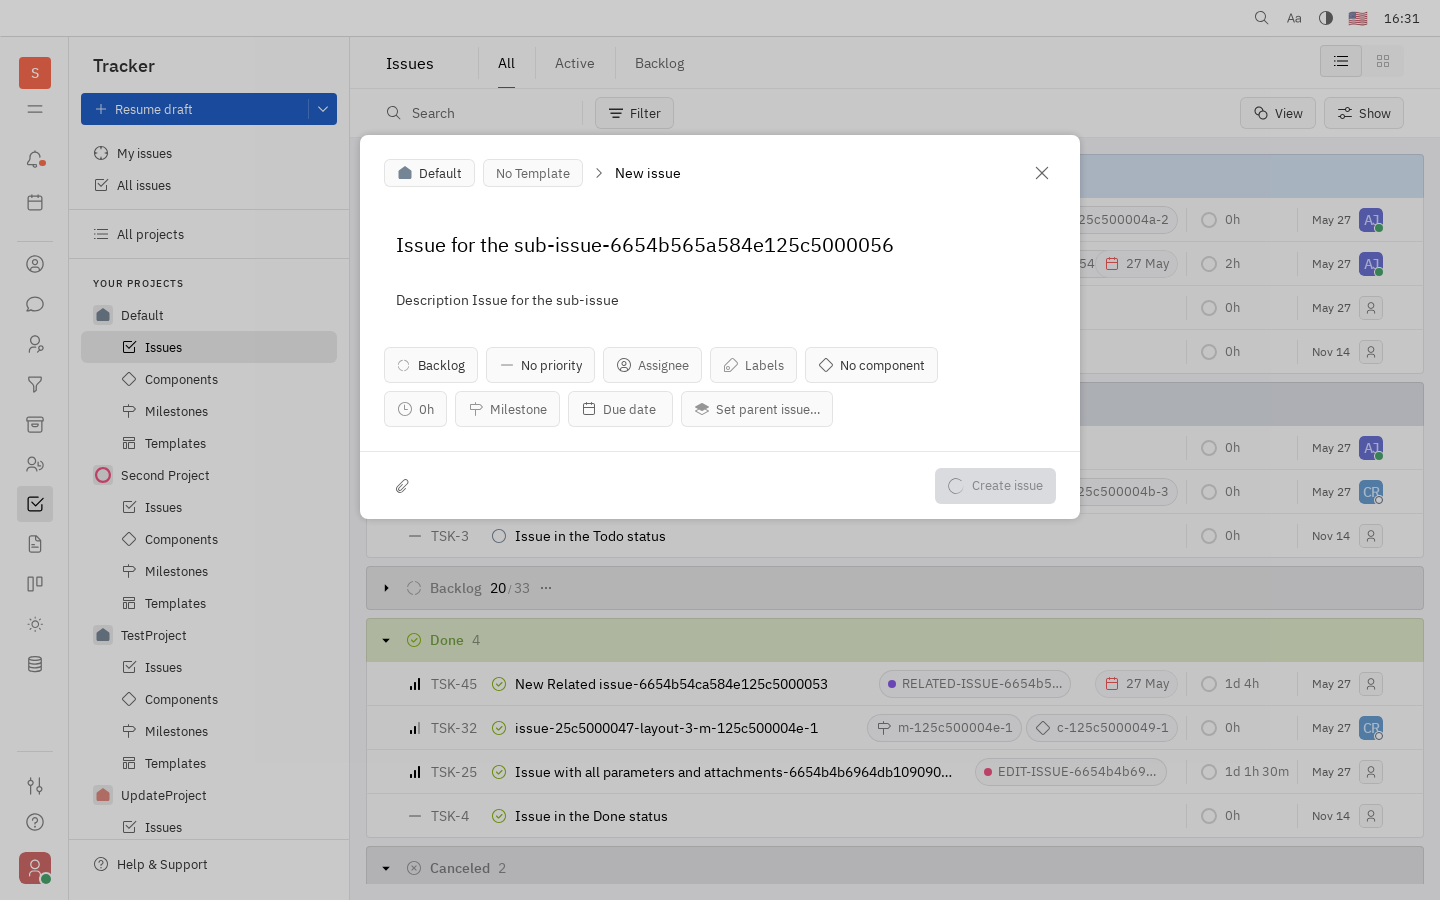 Aa 16:31
S
Tracker
Resume draft
My issues
All issues
All projects
YOUR PROJECTS
Default
Issues
Components
Milestones
Templates
Second Project
Issues
Components
Milestones
Templates
TestProject
Issues
Components
Milestones
Templates
UpdateProject
Issues
Help & Support
Issues All Active Backlog
Search Filter View Show
Default No Template New issue
Issue for the sub-issue-6654b565a584e125c5000056
Description Issue for the sub-issue
Backlog No priority Assignee Labels No component
0h Milestone Due date Set parent issue...
Create issue
25c500004a-2 0h May 27 AJ
54 27 May 2h May 27 AJ
0h May 27
0h Nov 14
0h May 27 AJ
25c500004b-3 0h May 27 CR
TSK-3 Issue in the Todo status 0h Nov 14
Backlog 20/33 ...
Done 4
TSK-45 New Related issue-6654b54ca584e125c5000053 RELATED-ISSUE-6654b5... 27 May 1d 4h May 27
TSK-32 issue-25c5000047-layout-3-m-125c500004e-1 m-125c500004e-1 c-125c5000049-1 0h May 27 CR
TSK-25 Issue with all parameters and attachments-6654b4b6964db109090... EDIT-ISSUE-6654b4b69... 1d 1h 30m May 27
TSK-4 Issue in the Done status 0h Nov 14
Canceled 2